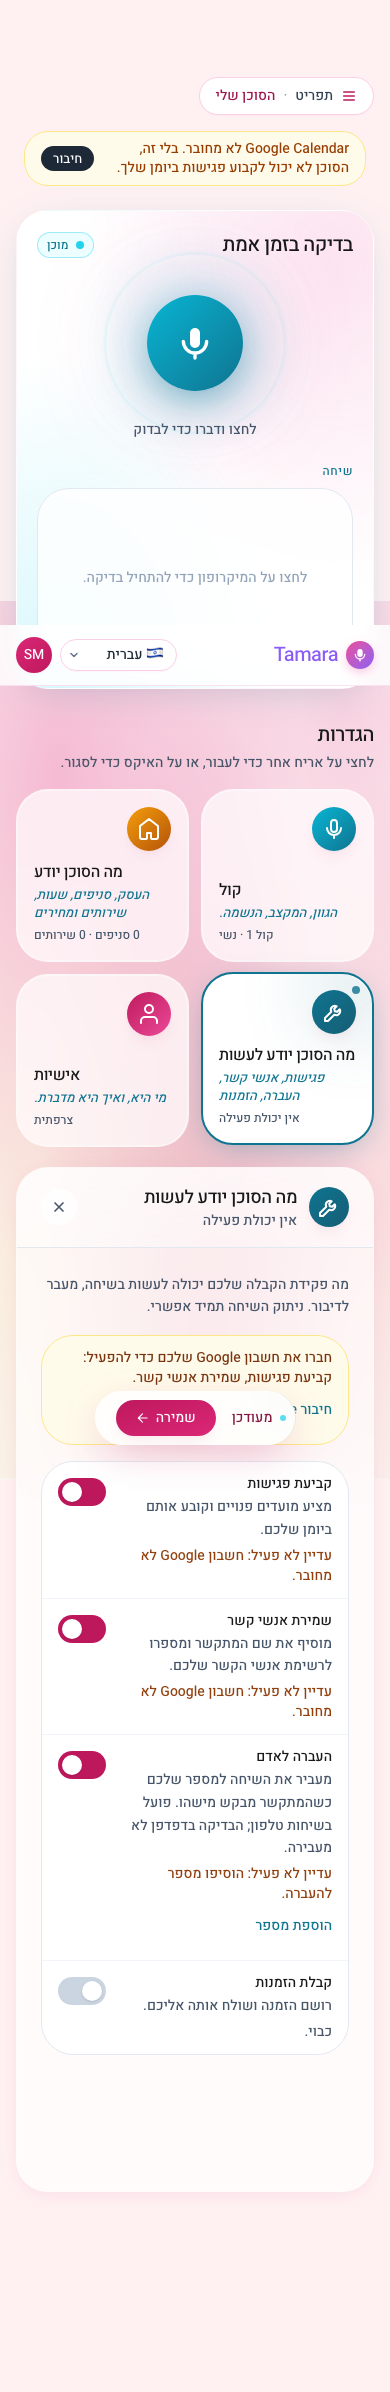 תפריט · הסוכן שלי
Google Calendar לא מחובר. בלי זה,
הסוכן לא יכול לקבוע פגישות ביומן שלך.
חיבור
בדיקה בזמן אמת
מוכן
לחצו ודברו כדי לבדוק
שיחה
לחצו על המיקרופון כדי להתחיל בדיקה.
Tamara
עברית
SM
הגדרות
לחצי על אריח אחר כדי לעבור, או על האיקס כדי לסגור.
קול
הגוון, המקצב, הנשמה.
קול 1 · נשי
מה הסוכן יודע
העסק, סניפים, שעות,
שירותים ומחירים
0 סניפים · 0 שירותים
מה הסוכן יודע לעשות
פגישות, אנשי קשר,
העברה, הזמנות
אין יכולת פעילה
אישיות
מי היא, ואיך היא מדברת.
צרפתית
מה הסוכן יודע לעשות
אין יכולת פעילה
מה פקידת הקבלה שלכם יכולה לעשות בשיחה, מעבר
לדיבור. ניתוק השיחה תמיד אפשרי.
חברו את חשבון Google שלכם כדי להפעיל:
קביעת פגישות, שמירת אנשי קשר.
חיבור
מעודכן
שמירה
קביעת פגישות
מציע מועדים פנויים וקובע אותם
ביומן שלכם.
עדיין לא פעיל: חשבון Google לא
מחובר.
שמירת אנשי קשר
מוסיף את שם המתקשר ומספרו
לרשימת אנשי הקשר שלכם.
עדיין לא פעיל: חשבון Google לא
מחובר.
העברה לאדם
מעביר את השיחה למספר שלכם
כשהמתקשר מבקש מישהו. פועל
בשיחות טלפון; הבדיקה בדפדפן לא
מעבירה.
עדיין לא פעיל: הוסיפו מספר
להעברה.
הוספת מספר
קבלת הזמנות
רושם הזמנה ושולח אותה אליכם.
כבוי.